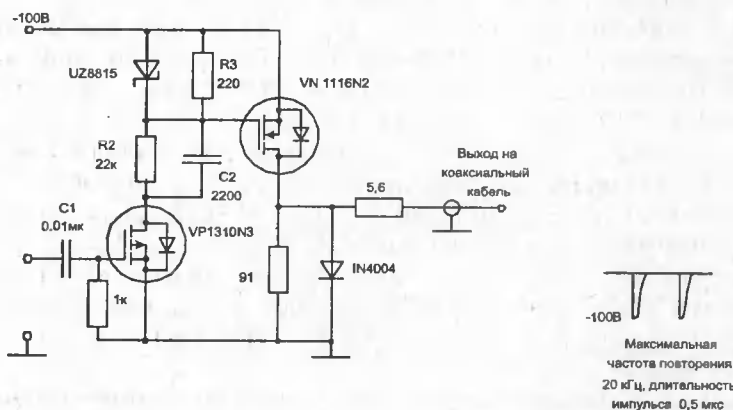 -100В
UZ8815
R3
220
VN 1116N2
R2
22к
C2
2200
C1
0.01мк
VP1310N3
1к
91
IN4004
5,6
Выход на
коаксиальный
кабель
-100В
Максимальная
частота повторения
20 кГц, длительность
импульса 0,5 мкс